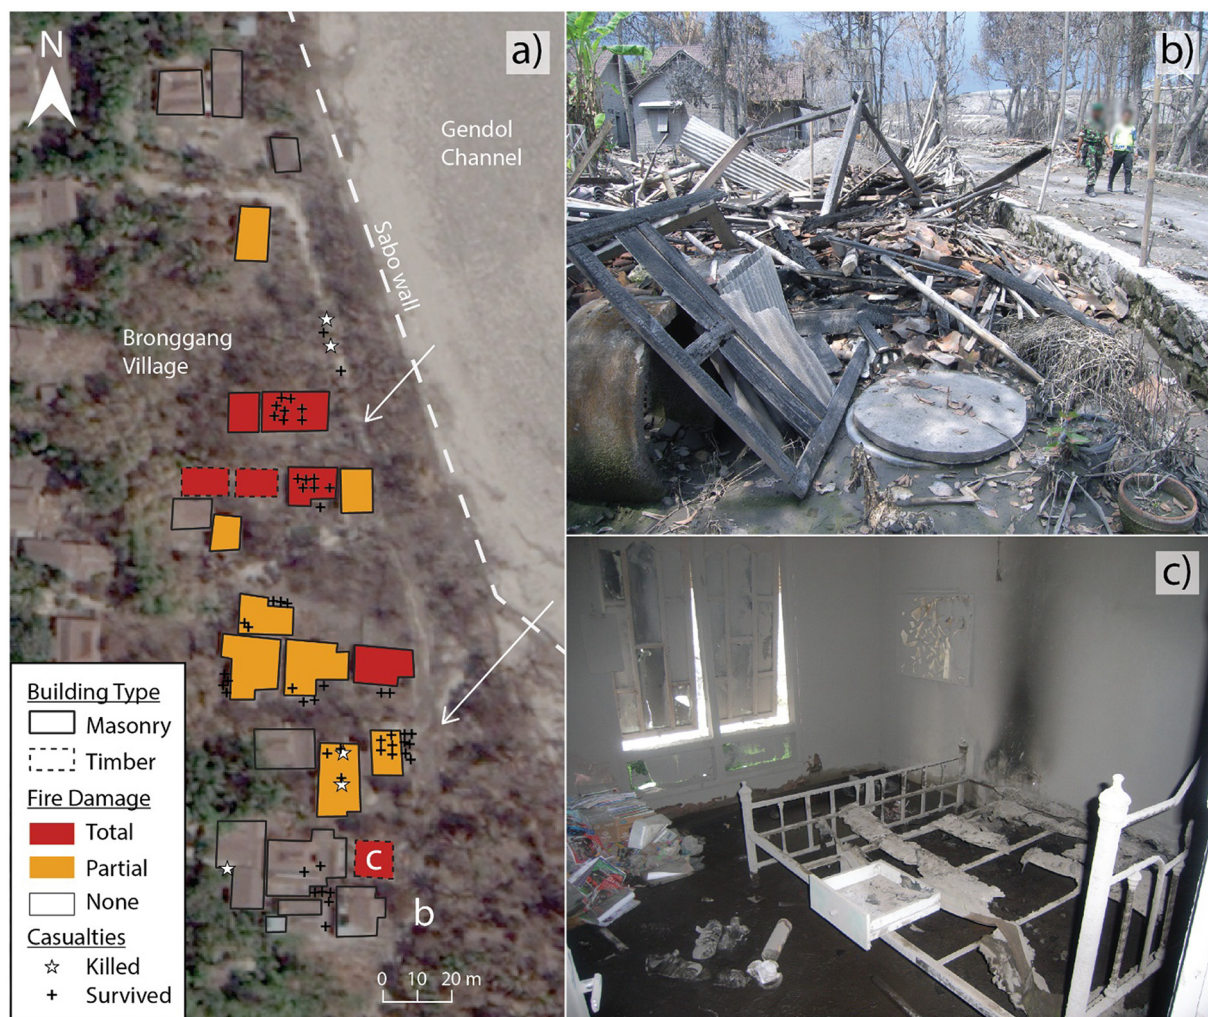 N
a)
Gendol
Channel
Sabo wall
Bronggang
Village
c
b
0 10 20 m
Building Type
Masonry
Timber
Fire Damage
Total
Partial
None
Casualties
Killed
Survived
b)
c)